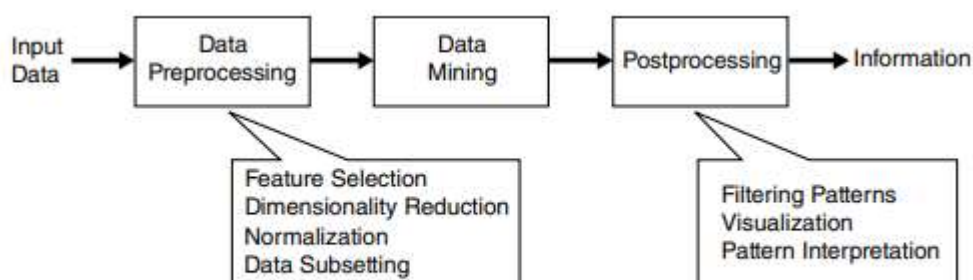 Input
Data
Data
Preprocessing
Data
Mining
Postprocessing
Information
Feature Selection
Dimensionality Reduction
Normalization
Data Subsetting
Filtering Patterns
Visualization
Pattern Interpretation